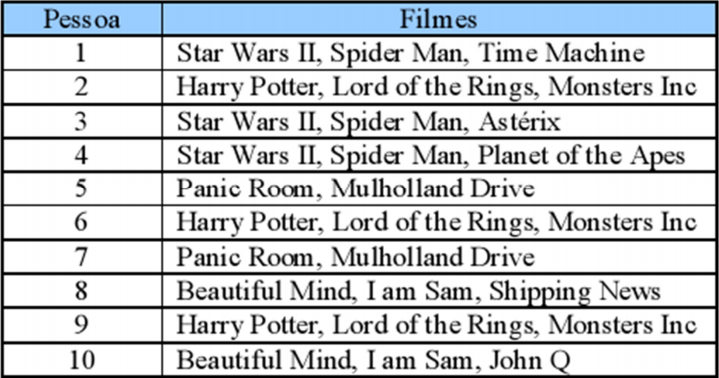 Pessoa Filmes
1 Star Wars II, Spider Man, Time Machine
2 Harry Potter, Lord of the Rings, Monsters Inc
3 Star Wars II, Spider Man, Astérix
4 Star Wars II, Spider Man, Planet of the Apes
5 Panic Room, Mulholland Drive
6 Harry Potter, Lord of the Rings, Monsters Inc
7 Panic Room, Mulholland Drive
8 Beautiful Mind, I am Sam, Shipping News
9 Harry Potter, Lord of the Rings, Monsters Inc
10 Beautiful Mind, I am Sam, John Q